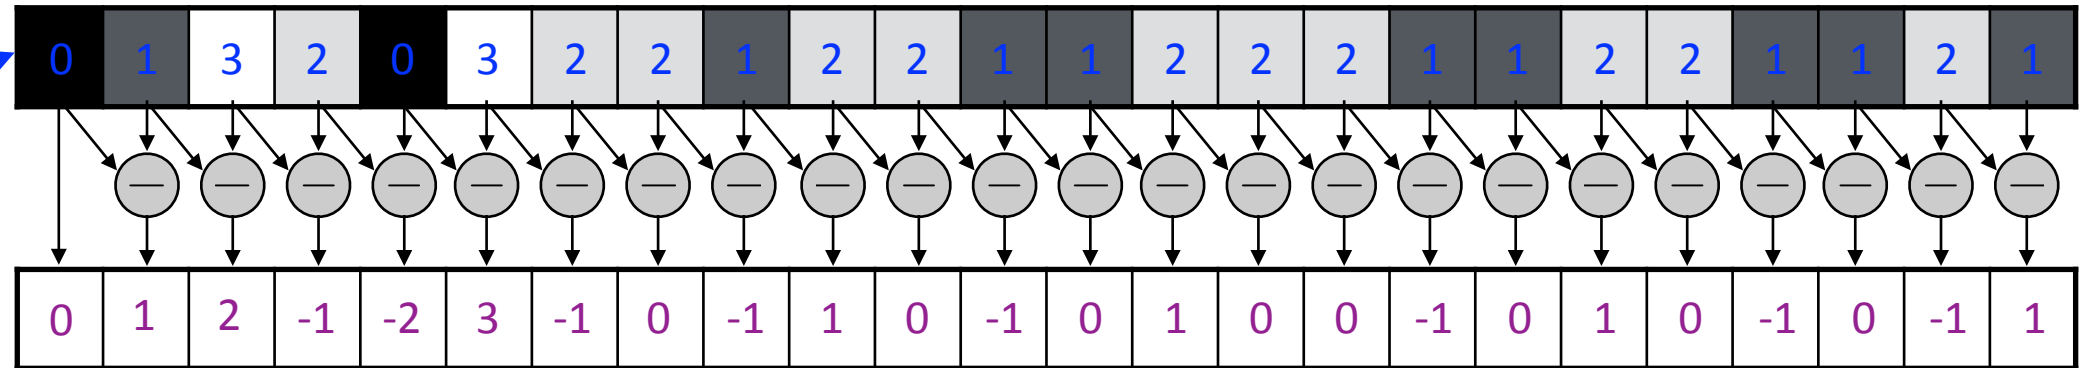 0 1 3 2 0 3 2 2 1 2 2 1 1 2 2 2 1 1 2 2 1 1 2 1
— — — — — — — — — — — — — — — — — — — — — — —
0 1 2 -1 -2 3 -1 0 -1 1 0 -1 0 1 0 0 -1 0 1 0 -1 0 -1 1